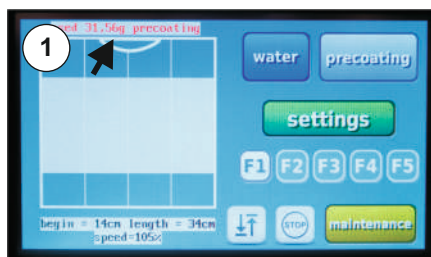 31.56g precoating
1
water
precoating
settings
F1 F2 F3 F4 F5
begin = 14cm length = 34cm
speed=105%
STOP
maintenance